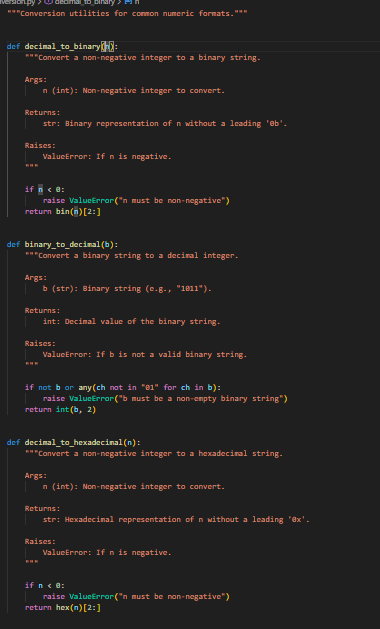 version.py > decimal_to_binary > n
"""Conversion utilities for common numeric formats."""
def decimal_to_binary(n):
"""Convert a non-negative integer to a binary string.
Args:
n (int): Non-negative integer to convert.
Returns:
str: Binary representation of n without a leading '0b'.
Raises:
ValueError: If n is negative.
"""
if n < 0:
raise ValueError("n must be non-negative")
return bin(n)[2:]
def binary_to_decimal(b):
"""Convert a binary string to a decimal integer.
Args:
b (str): Binary string (e.g., "1011").
Returns:
int: Decimal value of the binary string.
Raises:
ValueError: If b is not a valid binary string.
"""
if not b or any(ch not in "01" for ch in b):
raise ValueError("b must be a non-empty binary string")
return int(b, 2)
def decimal_to_hexadecimal(n):
"""Convert a non-negative integer to a hexadecimal string.
Args:
n (int): Non-negative integer to convert.
Returns:
str: Hexadecimal representation of n without a leading '0x'.
Raises:
ValueError: If n is negative.
"""
if n < 0:
raise ValueError("n must be non-negative")
return hex(n)[2:]